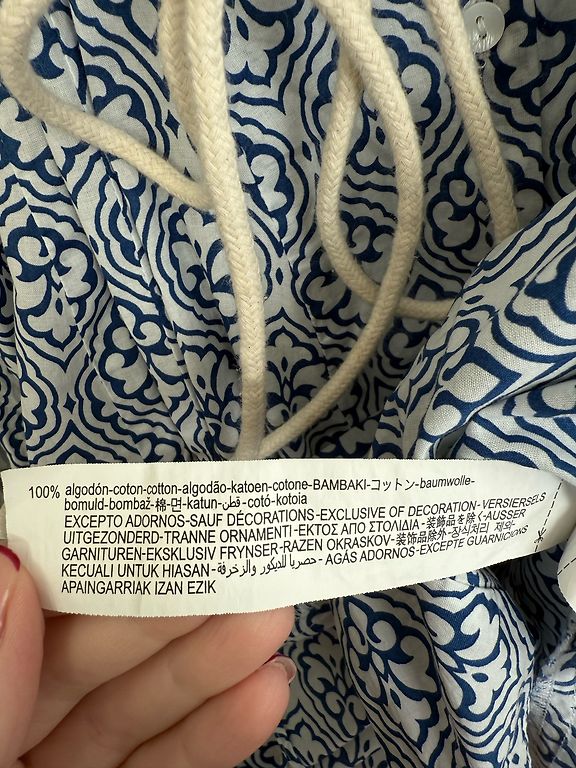 100% algodón-coton-cotton-algodão-katoen-cotone-BAMBAKI-コットン-baumwolle-
bomuld-bombaž-棉-면-katun-قطن-cotó-kotoia
EXCEPTO ADORNOS-SAUF DÉCORATIONS-EXCLUSIVE OF DECORATION-VERSIERSELS
UITGEZONDERD-TRANNE ORNAMENTI-ΕΚΤΟΣ ΑΠΟ ΣΤΟΛΙΔΙΑ-装飾品を除く-AUSSER
GARNITUREN-EKSKLUSIV FRYNSER-RAZEN OKRASKOV-装饰品除外-장식처리 제외-
KECUALI UNTUK HIASAN-حصريا للديكور والزخرفة-AGÁS ADORNOS-EXCEPTE GUARNICIONS
APAINGARRIAK IZAN EZIK